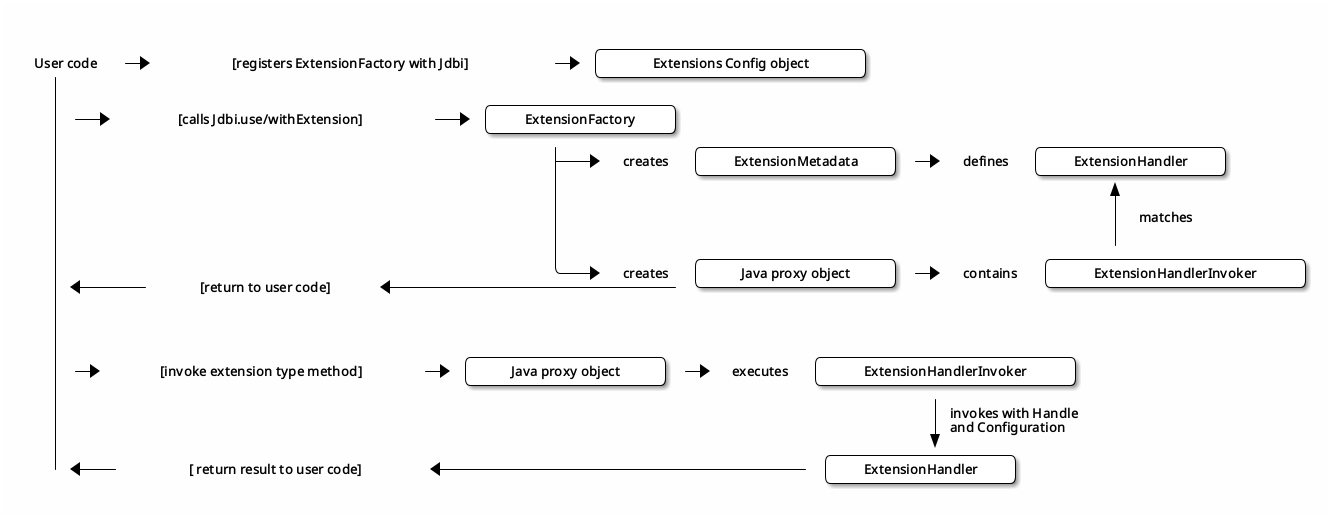 User code [registers ExtensionFactory with Jdbi] Extensions Config object
[calls Jdbi.use/withExtension] ExtensionFactory
creates ExtensionMetadata defines ExtensionHandler
matches
creates Java proxy object contains ExtensionHandlerInvoker
[return to user code]
[invoke extension type method] Java proxy object executes ExtensionHandlerInvoker
invokes with Handle
and Configuration
[ return result to user code] ExtensionHandler